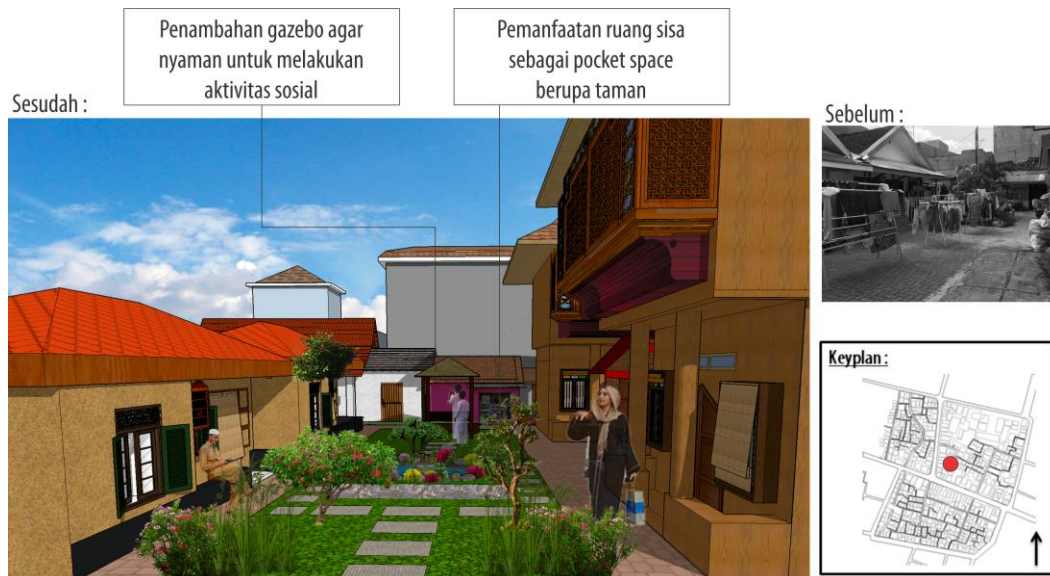 Penambahan gazebo agar
nyaman untuk melakukan
aktivitas sosial
Pemanfaatan ruang sisa
sebagai pocket space
berupa taman
Sesudah :
Sebelum :
Keyplan :